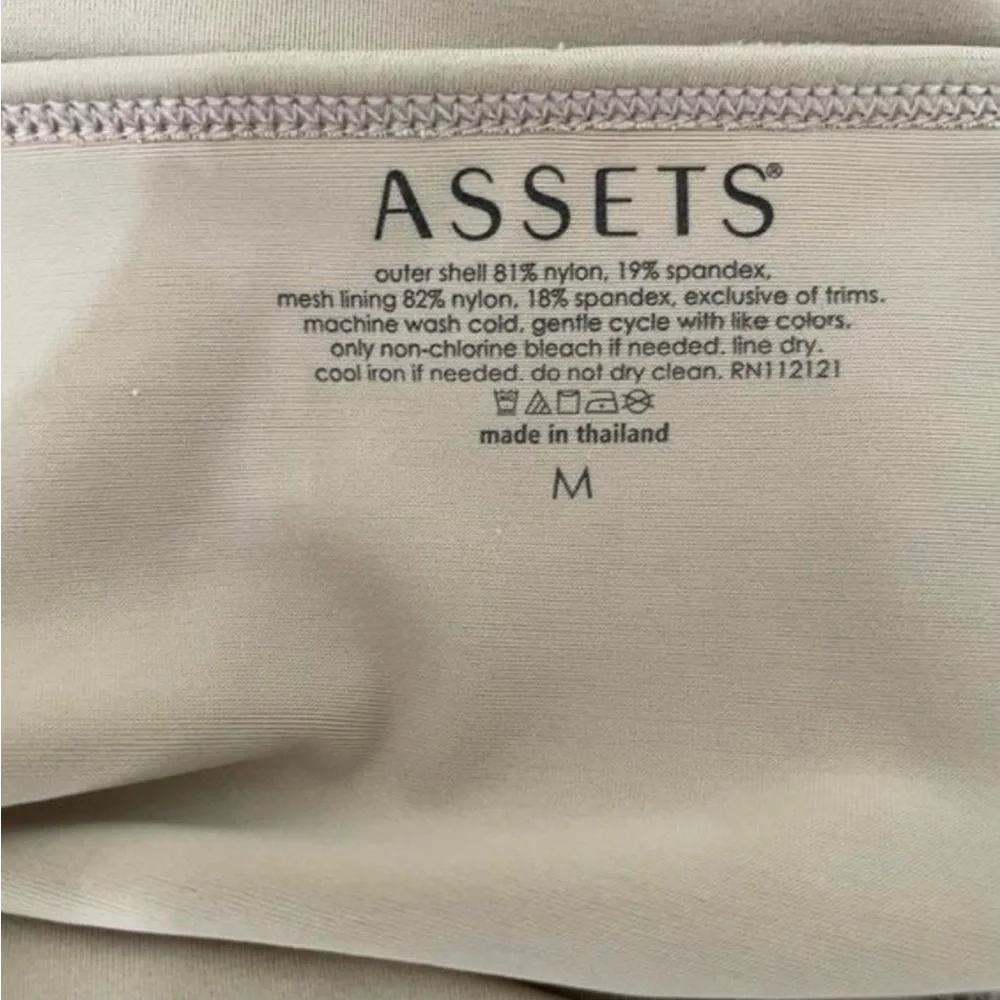 ASSETS®
outer shell 81% nylon, 19% spandex,
mesh lining 82% nylon, 18% spandex, exclusive of trims.
machine wash cold, gentle cycle with like colors.
only non-chlorine bleach if needed. line dry.
cool iron if needed. do not dry clean. RN112121
made in thailand
M